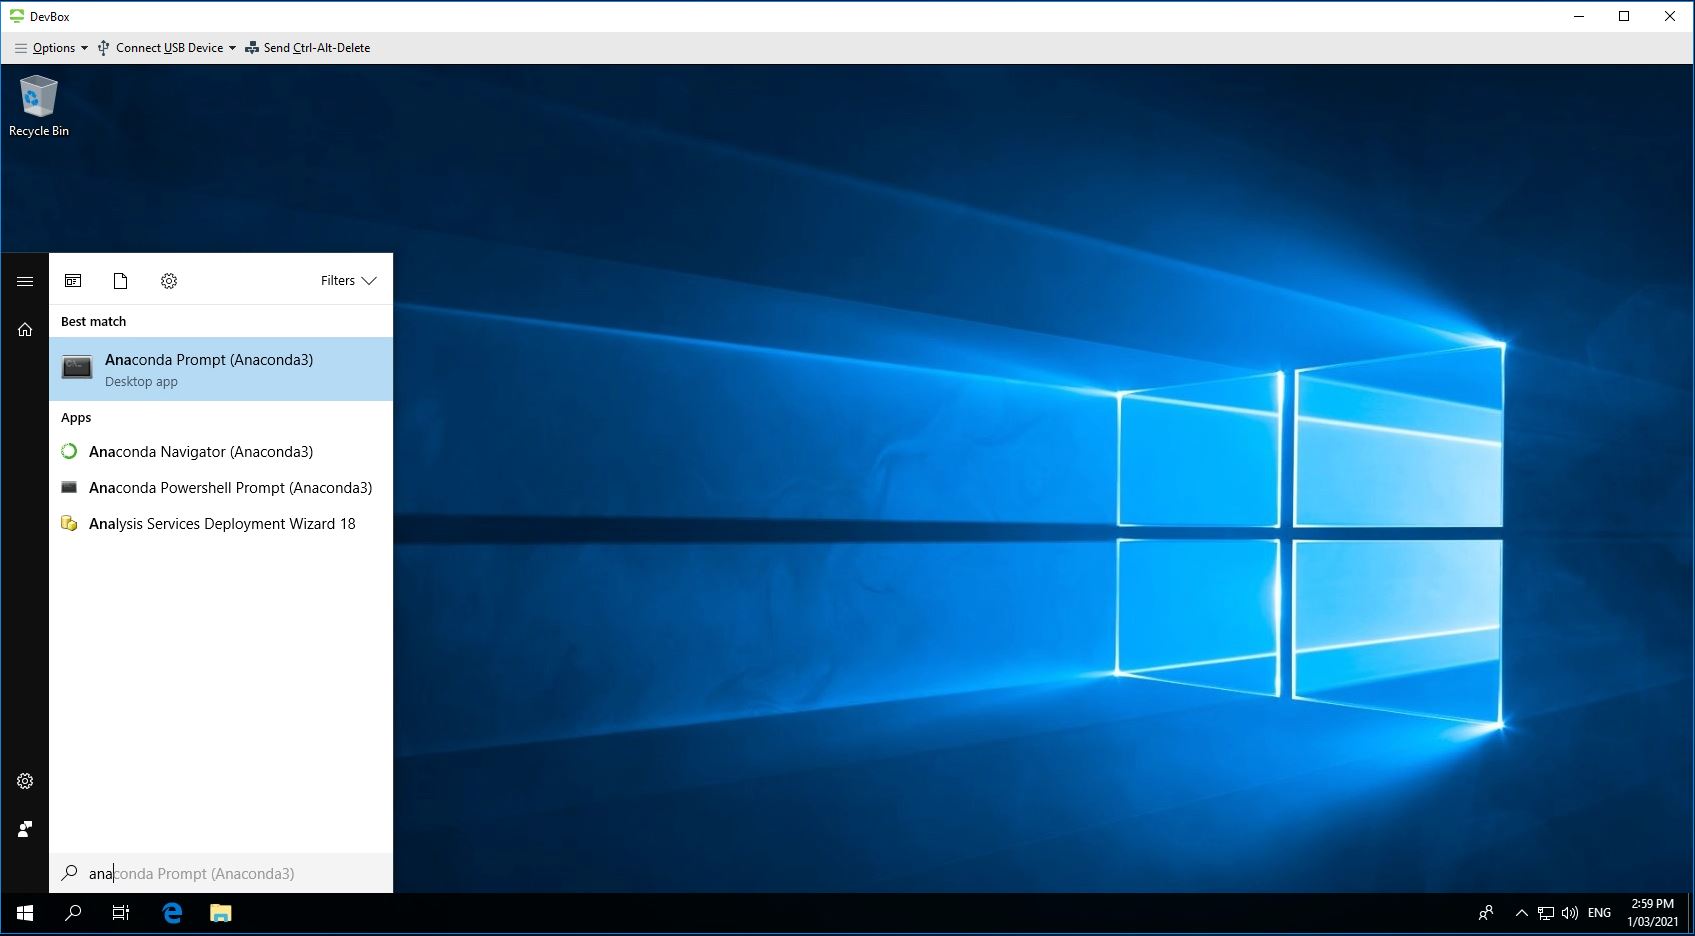 DevBox
Options Connect USB Device Send Ctrl-Alt-Delete
Recycle Bin
Filters
Best match
Anaconda Prompt (Anaconda3)
Desktop app
Apps
Anaconda Navigator (Anaconda3)
Anaconda Powershell Prompt (Anaconda3)
Analysis Services Deployment Wizard 18
anaconda Prompt (Anaconda3)
ENG
2:59 PM
1/03/2021